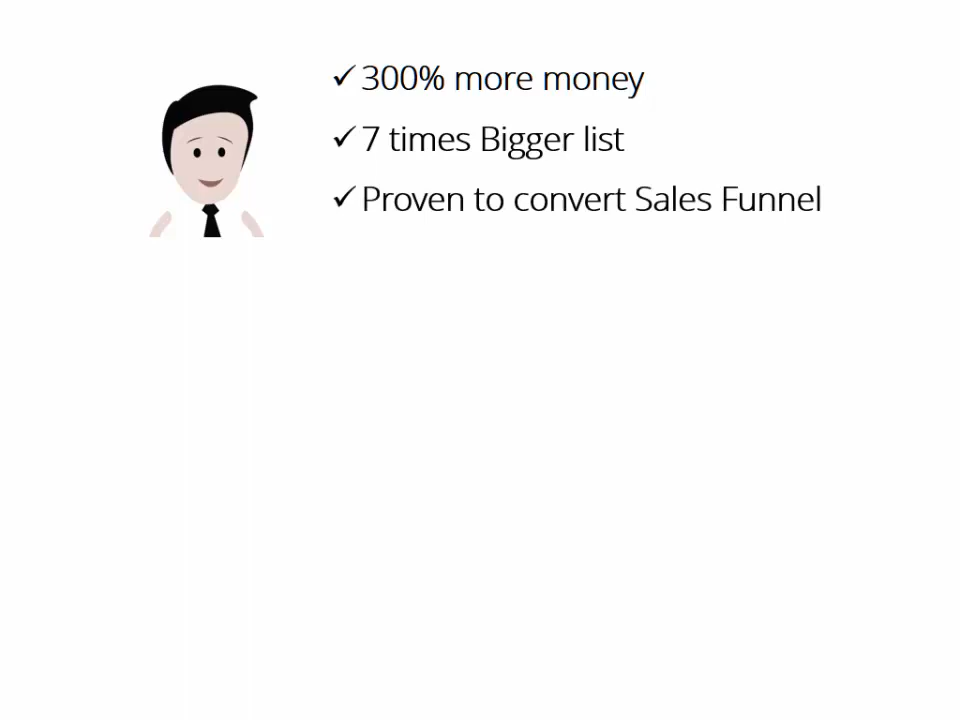 ✓ 300% more money
✓ 7 times Bigger list
✓ Proven to convert Sales Funnel